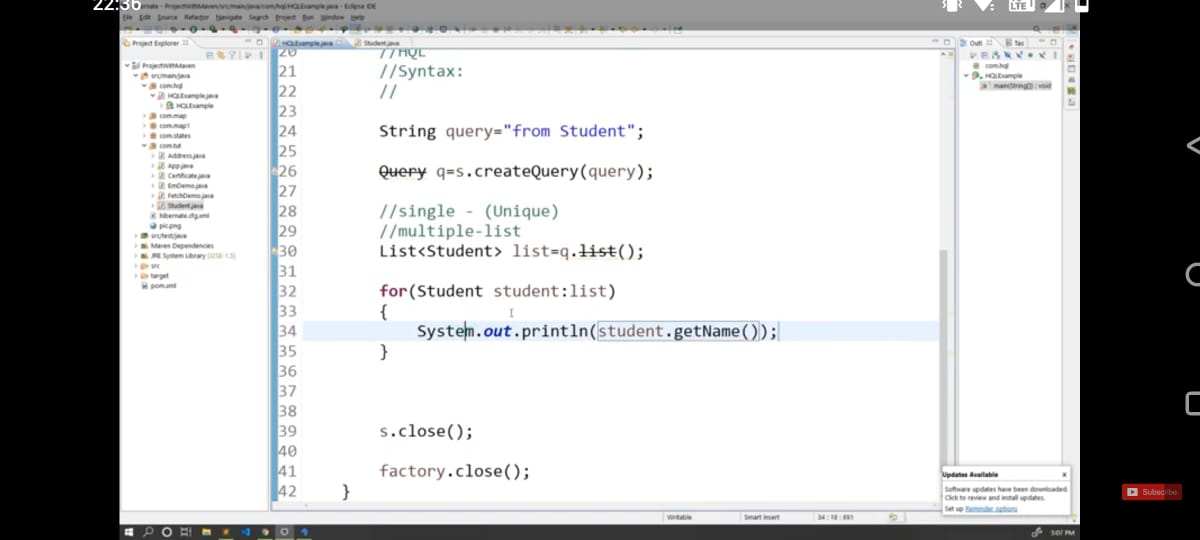 22:36
ernate - ProjectWithMaven/src/main/java/com/hql/HQLExample.java - Eclipse IDE
File Edit Source Refactor Navigate Search Project Run Window Help
Project Explorer
HQLExample.java
Student.java
Outl
Tas
ProjectWithMaven
src/main/java
com.hql
HQLExample.java
HQLExample
com.map
com.map1
com.states
com.tut
Address.java
App.java
Certificate.java
EmDemo.java
FetchDemo.java
Student.java
hibernate.cfg.xml
pic.png
src/test/java
Maven Dependencies
JRE System Library [J2SE-1.5]
src
target
pom.xml
20 //HQL
21 //Syntax:
22 //
23
24 String query="from Student";
25
26 Query q=s.createQuery(query);
27
28 //single - (Unique)
29 //multiple-list
30 List<Student> list=q.list();
31
32 for(Student student:list)
33 {
34 System.out.println(student.getName());
35 }
36
37
38
39 s.close();
40
41 factory.close();
42 }
com.hql
HQLExample
main(String[]) : void
Updates Available
Software updates have been downloaded.
Click to review and install updates.
Set up Reminder options
Subscribe
Writable Smart Insert 34 : 18 : 691
5:07 PM
LTE